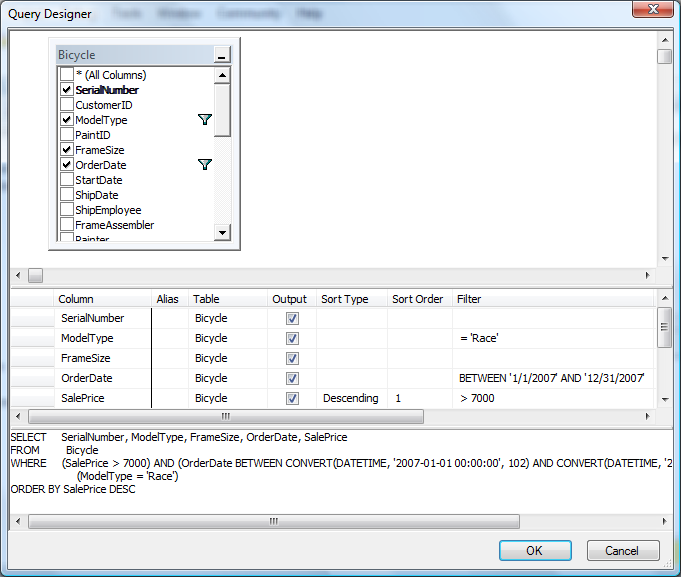 Query Designer
Tools Window Community Help
Bicycle
* (All Columns)
SerialNumber
CustomerID
ModelType
PaintID
FrameSize
OrderDate
StartDate
ShipDate
ShipEmployee
FrameAssembler
Painter
Column Alias Table Output Sort Type Sort Order Filter
SerialNumber Bicycle
ModelType Bicycle = 'Race'
FrameSize Bicycle
OrderDate Bicycle BETWEEN '1/1/2007' AND '12/31/2007'
SalePrice Bicycle Descending 1 > 7000
SELECT SerialNumber, ModelType, FrameSize, OrderDate, SalePrice
FROM Bicycle
WHERE (SalePrice > 7000) AND (OrderDate BETWEEN CONVERT(DATETIME, '2007-01-01 00:00:00', 102) AND CONVERT(DATETIME, '2
(ModelType = 'Race')
ORDER BY SalePrice DESC
OK Cancel